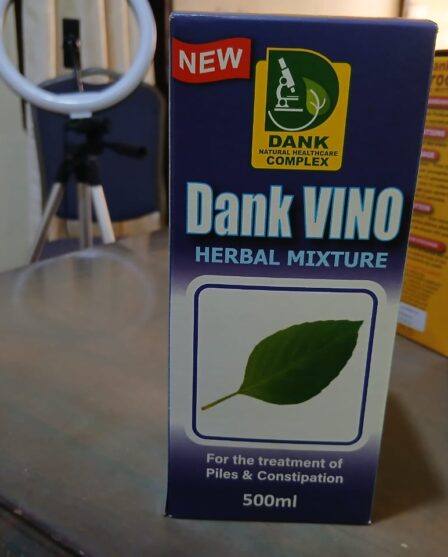 NEW
DANK
NATURAL HEALTHCARE
COMPLEX
Dank VINO
HERBAL MIXTURE
For the treatment of
Piles & Constipation
500ml